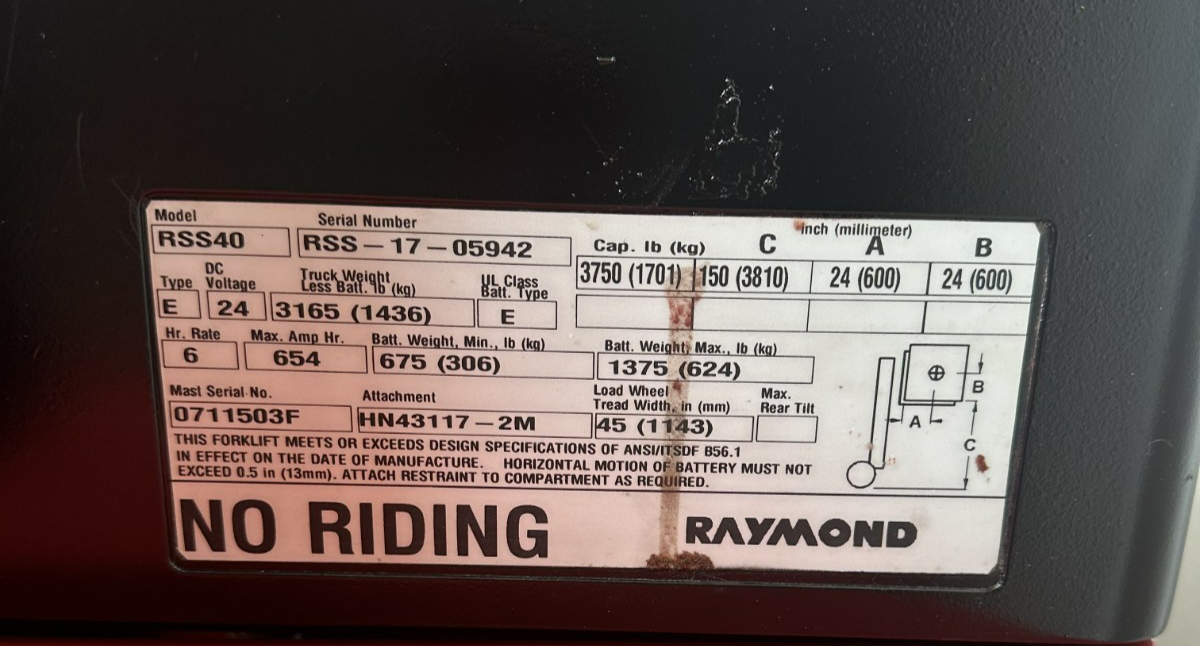 Model Serial Number
RSS40 RSS-17-05942
inch (millimeter)
Cap. lb (kg) C A B
3750 (1701) 150 (3810) 24 (600) 24 (600)
Type DC Voltage Truck Weight Less Batt. lb (kg) UL Class Batt. Type
E 24 3165 (1436) E
Hr. Rate Max. Amp Hr. Batt. Weight, Min., lb (kg) Batt. Weight, Max., lb (kg)
6 654 675 (306) 1375 (624)
Mast Serial No. Attachment Load Wheel Tread Width, in (mm) Max. Rear Tilt
0711503F HN43117-2M 45 (1143)
A B C
THIS FORKLIFT MEETS OR EXCEEDS DESIGN SPECIFICATIONS OF ANSI/ITSDF B56.1
IN EFFECT ON THE DATE OF MANUFACTURE. HORIZONTAL MOTION OF BATTERY MUST NOT
EXCEED 0.5 in (13mm). ATTACH RESTRAINT TO COMPARTMENT AS REQUIRED.
NO RIDING RAYMOND